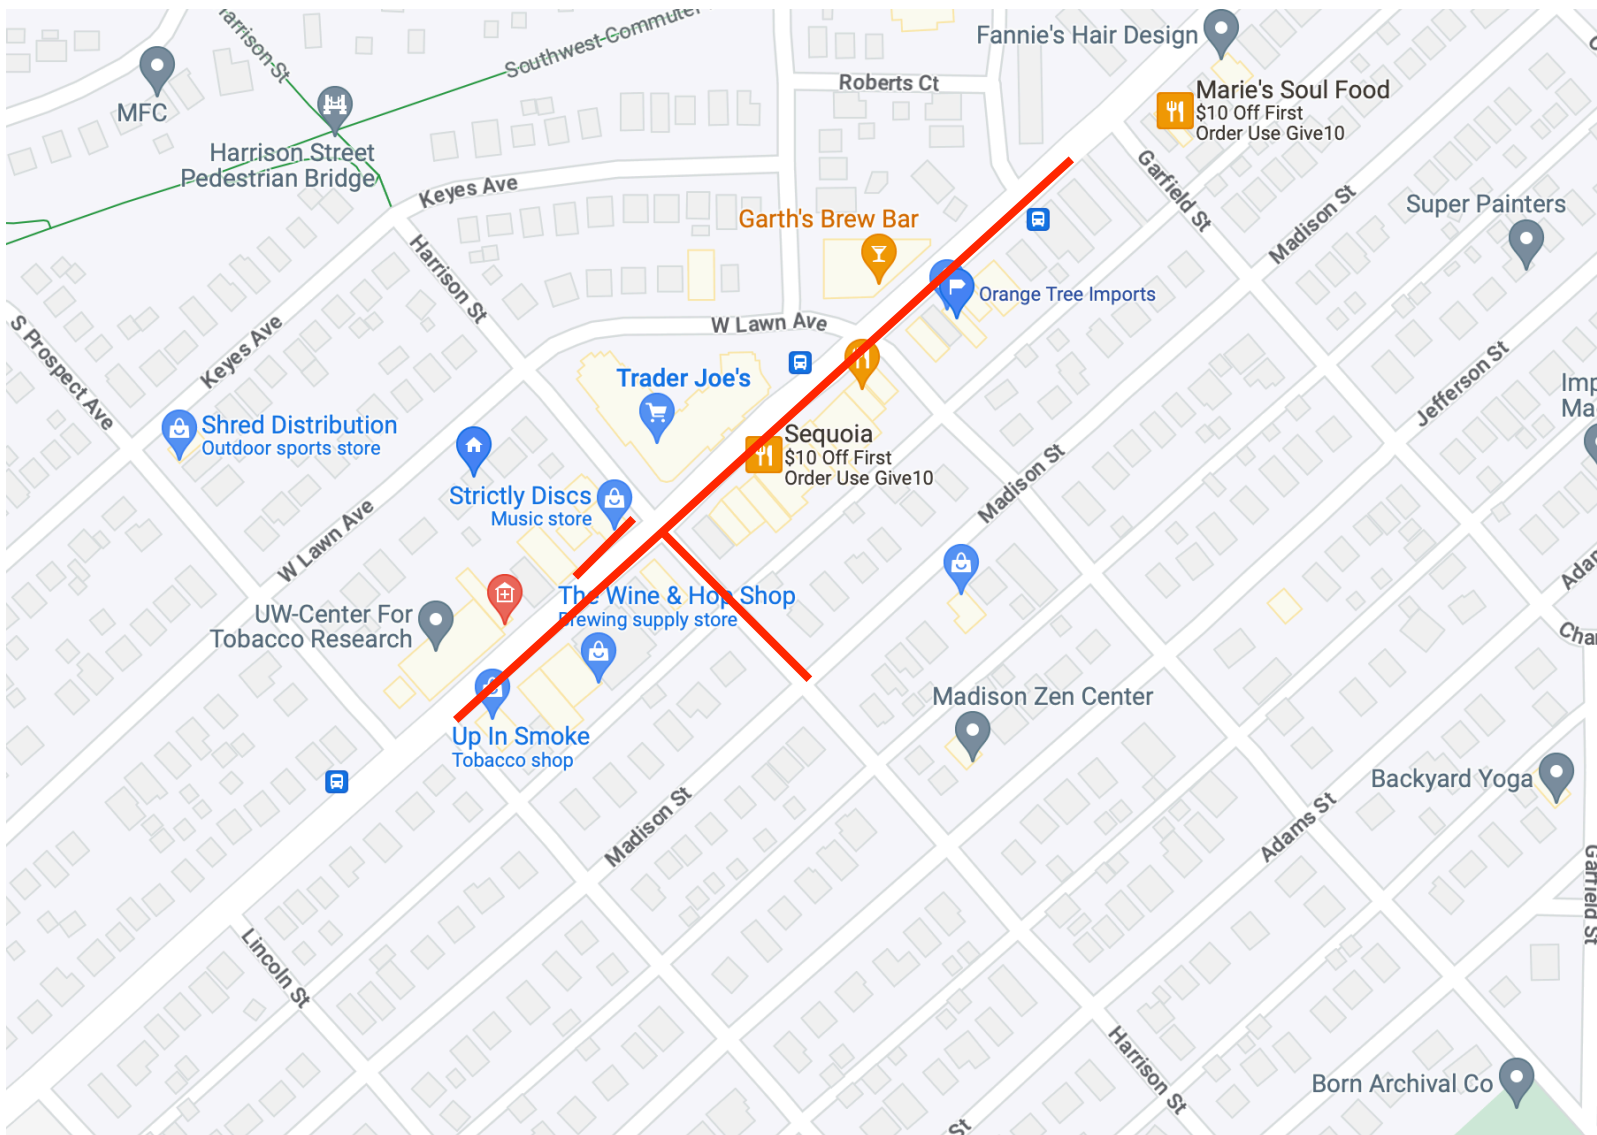 Harrison St
Southwest Commuter
Fannie's Hair Design
MFC
Roberts Ct
Marie's Soul Food
$10 Off First
Order Use Give10
Harrison Street
Pedestrian Bridge
Keyes Ave
Garfield St
Madison St
Super Painters
Garth's Brew Bar
Harrison St
Orange Tree Imports
S Prospect Ave
Keyes Ave
W Lawn Ave
Trader Joe's
Jefferson St
Shred Distribution
Outdoor sports store
Sequoia
$10 Off First
Order Use Give10
Strictly Discs
Music store
Madison St
W Lawn Ave
The Wine & Hop Shop
Brewing supply store
UW-Center For
Tobacco Research
Madison Zen Center
Up In Smoke
Tobacco shop
Backyard Yoga
Madison St
Adams St
Garfield St
Lincoln St
Harrison St
Born Archival Co
St